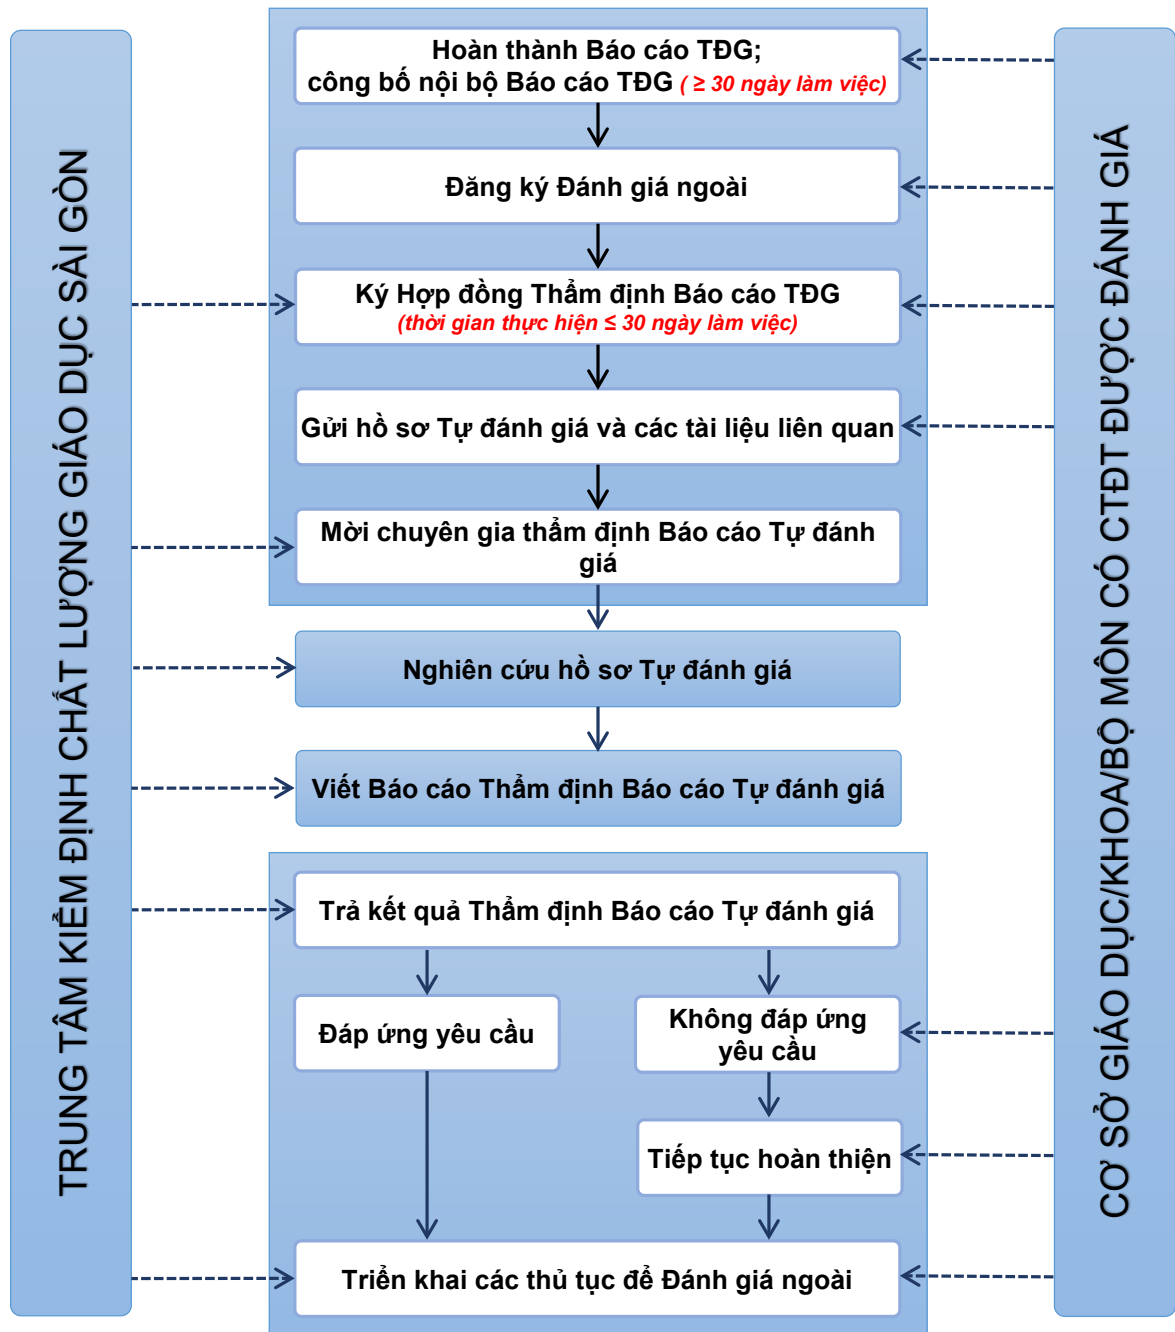 TRUNG TÂM KIỂM ĐỊNH CHẤT LƯỢNG GIÁO DỤC SÀI GÒN
Hoàn thành Báo cáo TĐG;
công bố nội bộ Báo cáo TĐG ( ≥ 30 ngày làm việc)
Đăng ký Đánh giá ngoài
Ký Hợp đồng Thẩm định Báo cáo TĐG
(thời gian thực hiện ≤ 30 ngày làm việc)
Gửi hồ sơ Tự đánh giá và các tài liệu liên quan
Mời chuyên gia thẩm định Báo cáo Tự đánh
giá
Nghiên cứu hồ sơ Tự đánh giá
Viết Báo cáo Thẩm định Báo cáo Tự đánh giá
Trả kết quả Thẩm định Báo cáo Tự đánh giá
Đáp ứng yêu cầu
Không đáp ứng
yêu cầu
Tiếp tục hoàn thiện
Triển khai các thủ tục để Đánh giá ngoài
CƠ SỞ GIÁO DỤC/KHOA/BỘ MÔN CÓ CTĐT ĐƯỢC ĐÁNH GIÁ